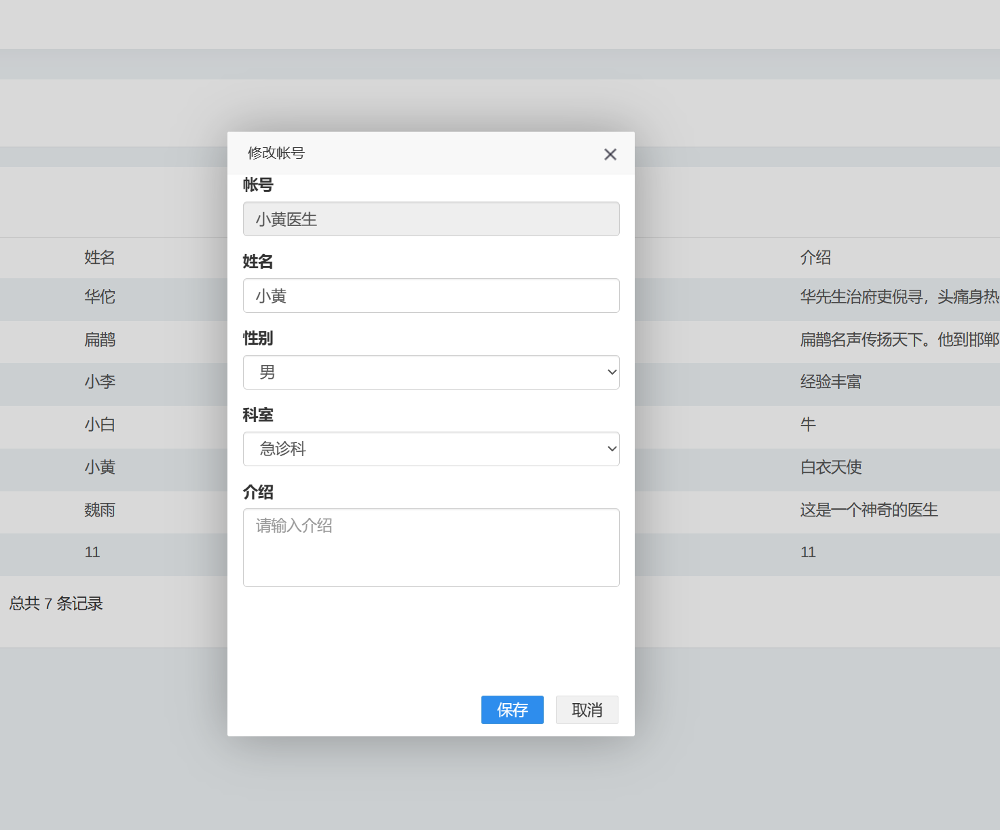 修改帐号
帐号
小黄医生
姓名
小黄
性别
男
科室
急诊科
介绍
请输入介绍
保存 取消
姓名 介绍
华佗 华先生治府吏倪寻，头痛身热
扁鹊 扁鹊名声传扬天下。他到邯郸
小李 经验丰富
小白 牛
小黄 白衣天使
魏雨 这是一个神奇的医生
11 11
总共 7 条记录